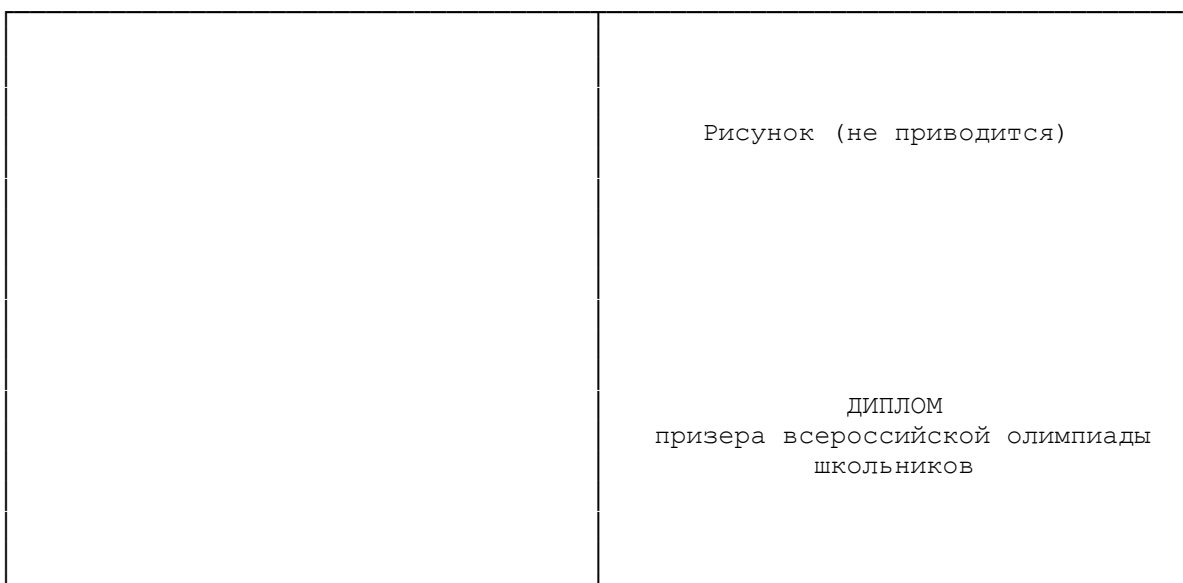 Рисунок (не приводится)
ДИПЛОМ
призера всероссийской олимпиады
школьников